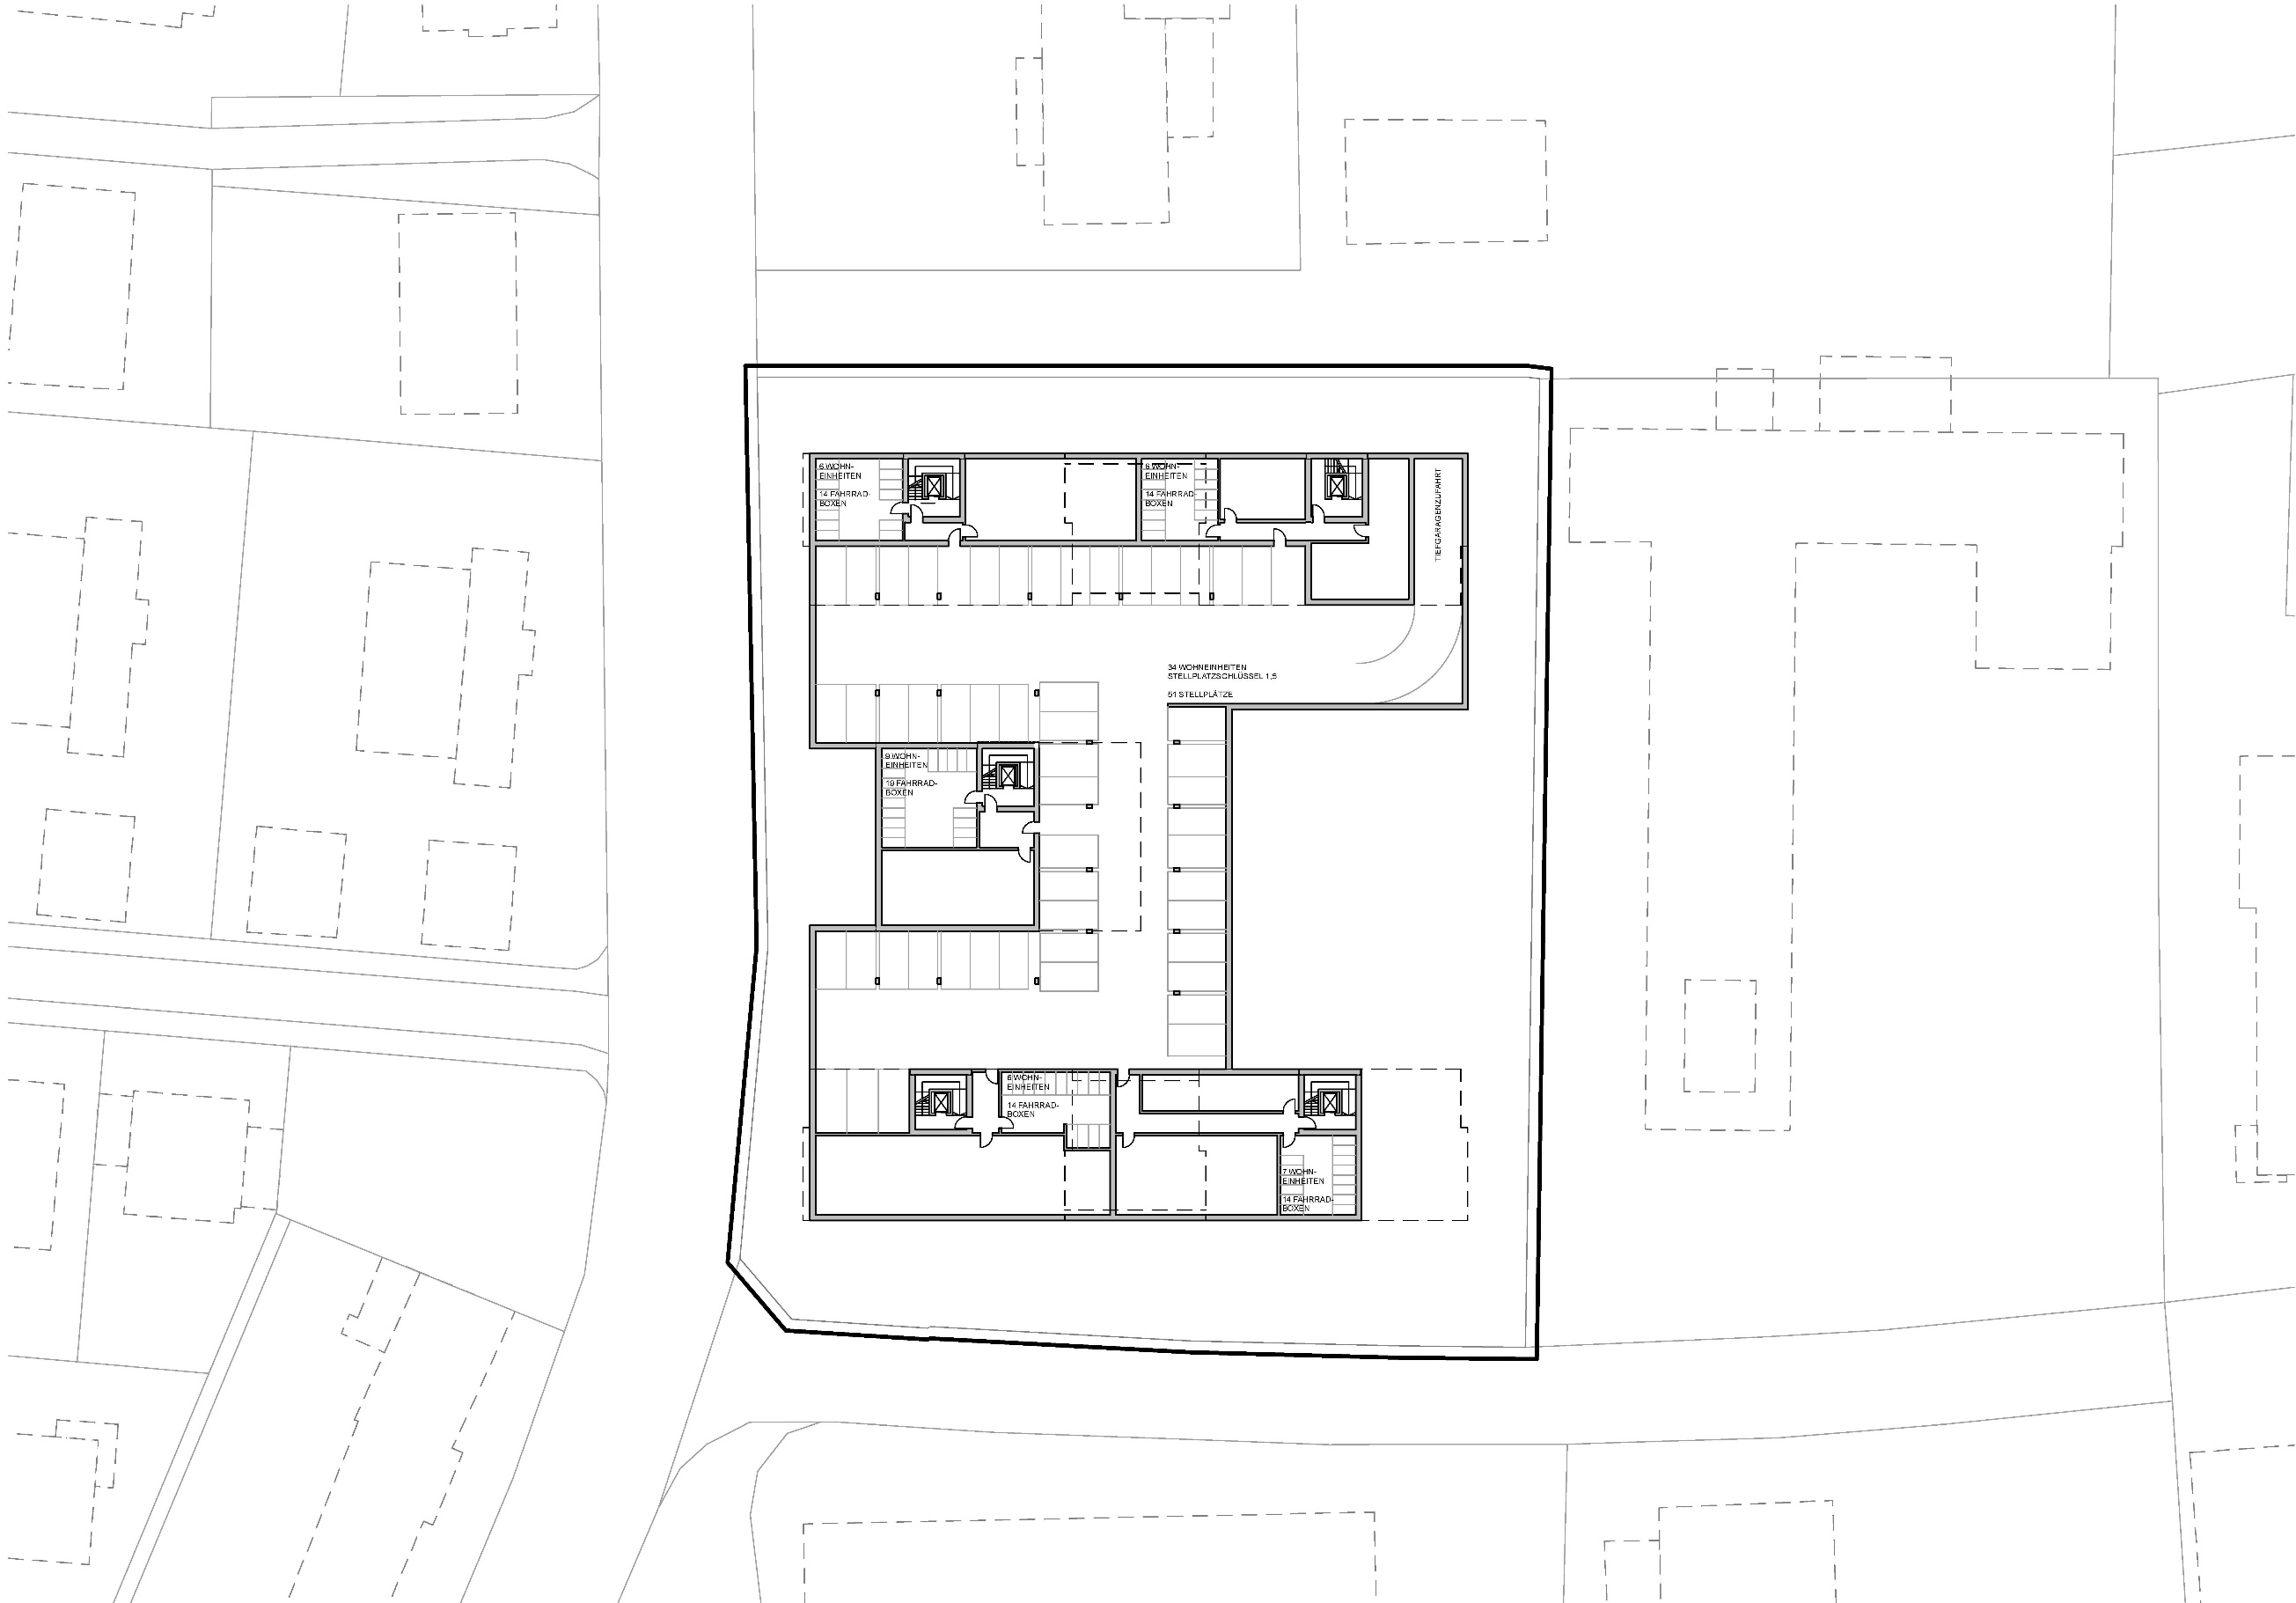 6 WOHN-
EINHEITEN
14 FAHRRAD-
BOXEN
6 WOHN-
EINHEITEN
14 FAHRRAD-
BOXEN
TIEFGARAGENZUFAHRT
34 WOHNEINHEITEN
STELLPLATZSCHLÜSSEL 1,5
51 STELLPLÄTZE
9 WOHN-
EINHEITEN
19 FAHRRAD-
BOXEN
6 WOHN-
EINHEITEN
14 FAHRRAD-
BOXEN
7 WOHN-
EINHEITEN
14 FAHRRAD-
BOXEN